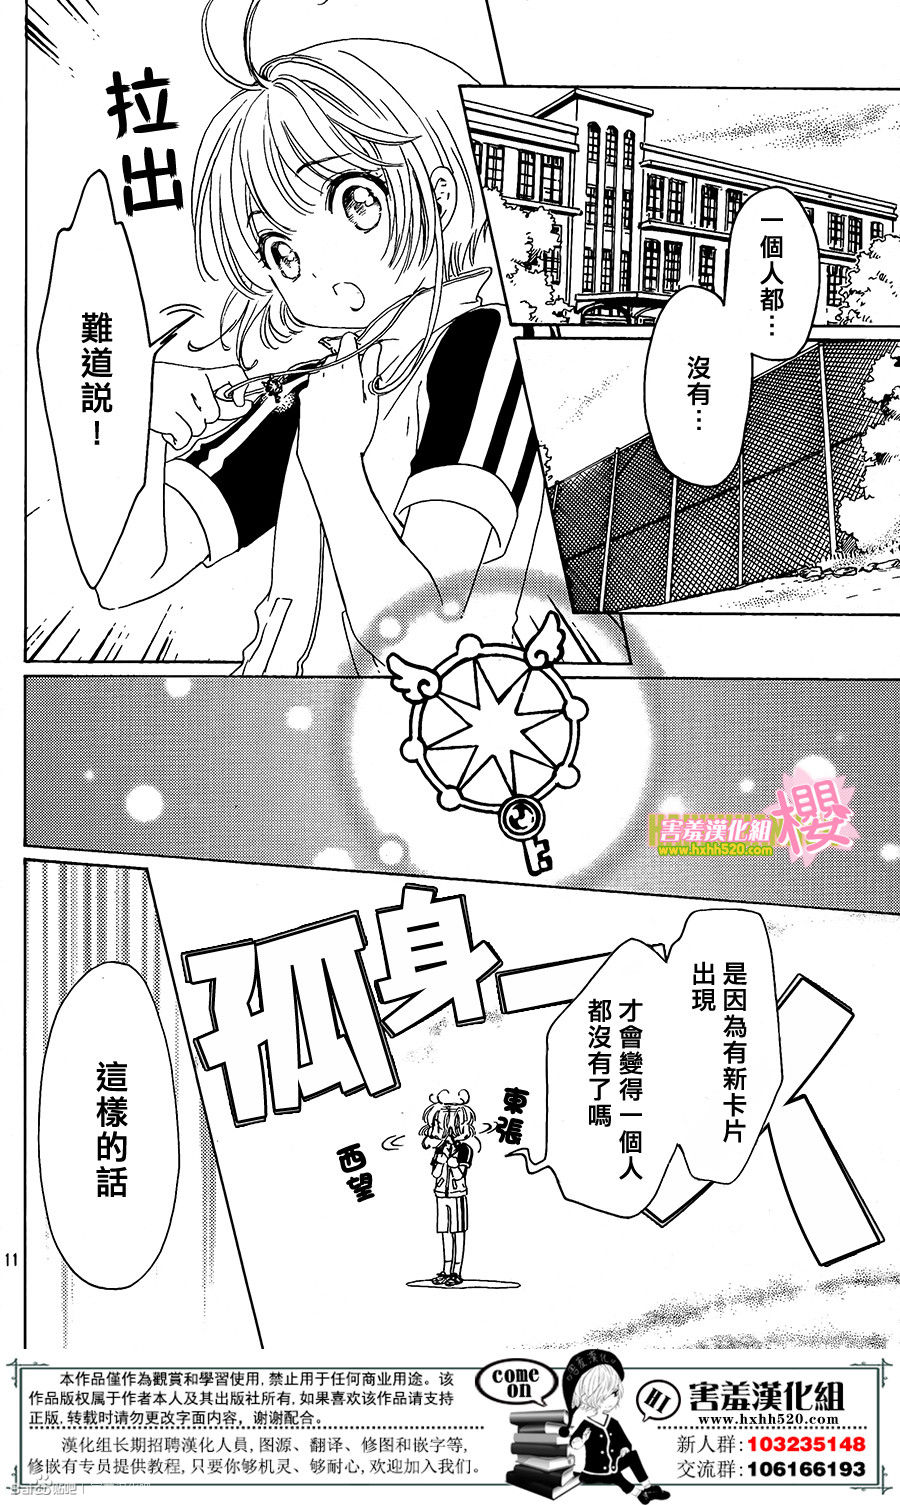 一個人都…
沒有…
拉出
難道説！
害羞漢化組
www.hxhh520.com
櫻
是因為有新卡片
出現
才會變得一個人
都沒有了嗎
孤身一人
東張
西望
這樣的話
11
本作品僅作為觀賞和學習使用，禁止用于任何商业用途。该
作品版权属于作者本人及其出版社所有，如果喜欢该作品请支持
正版，转载时请勿更改字面内容，谢谢配合。
汉化组长期招聘汉化人员，图源、翻译、修图和嵌字等，
修嵌有专员提供教程，只要你够机灵、够耐心，欢迎加入我们。
come
on
害羞漢化
HI
害羞漢化組
www.hxhh520.com
新人群：103235148
交流群：106166193